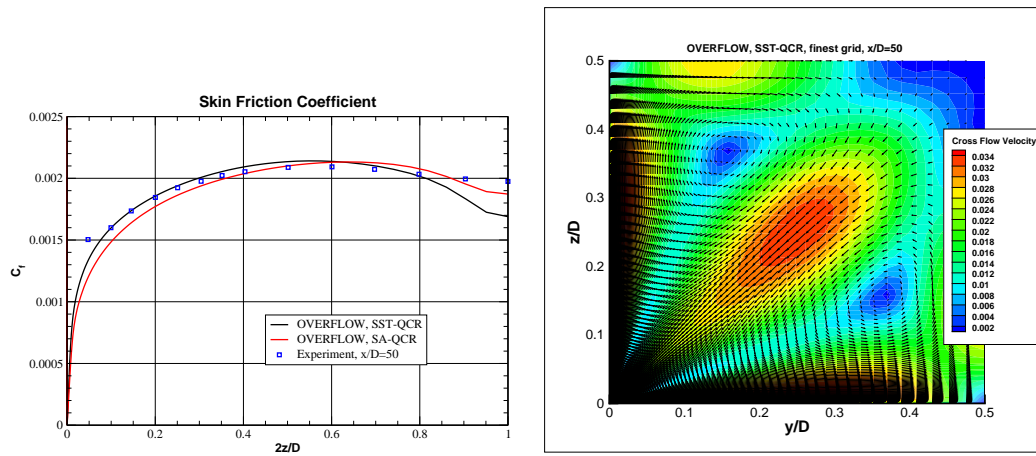 Skin Friction Coefficient
0.0025
0.002
0.0015
0.001
0.0005
0
Cf
OVERFLOW, SST-QCR
OVERFLOW, SA-QCR
Experiment, x/D=50
0 0.2 0.4 0.6 0.8 1
2z/D
OVERFLOW, SST-QCR, finest grid, x/D=50
0.5
0.4
0.3
0.2
0.1
0
z/D
0 0.1 0.2 0.3 0.4 0.5
y/D
Cross Flow Velocity
0.034
0.032
0.03
0.028
0.026
0.024
0.022
0.02
0.018
0.016
0.014
0.012
0.01
0.008
0.006
0.004
0.002